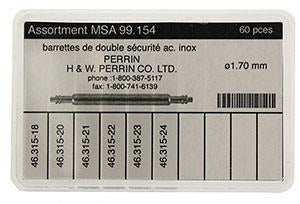 Assortment MSA 99.154 60 pces
barrettes de double sécurité ac. inox
PERRIN
H & W. PERRIN CO. LTD.
phone :1-800-387-5117
fax: 1-800-741-6139
ø1.70 mm
46.315-18
46.315-20
46.315-21
46.315-22
46.315-23
46.315-24